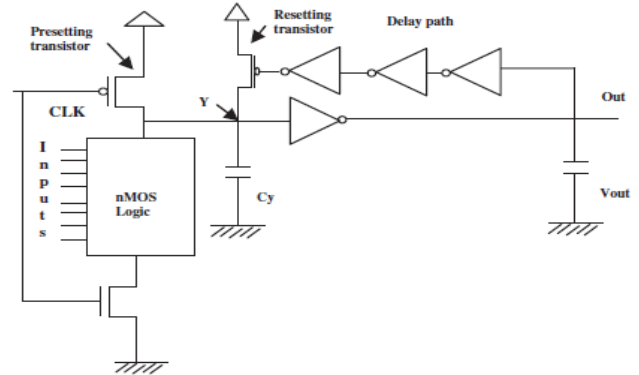 Presetting
transistor
Resetting
transistor
Delay path
CLK
Y
Out
I
n
p
u
t
s
nMOS
Logic
Cy
Vout